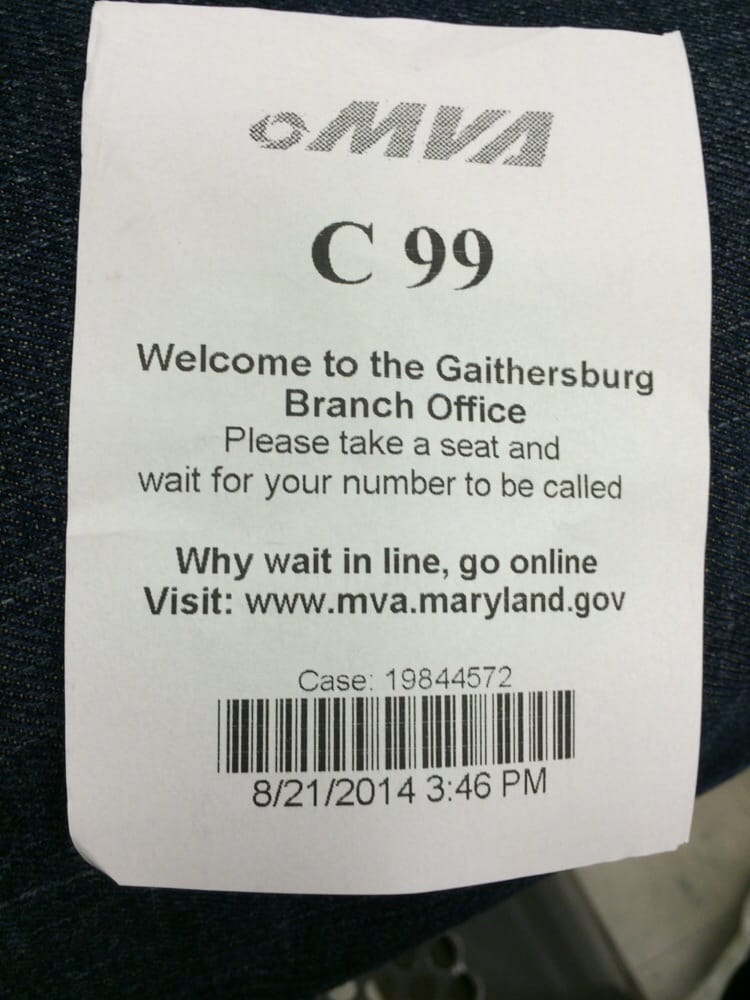 MVA
C 99
Welcome to the Gaithersburg
Branch Office
Please take a seat and
wait for your number to be called
Why wait in line, go online
Visit: www.mva.maryland.gov
Case: 19844572
8/21/2014 3:46 PM